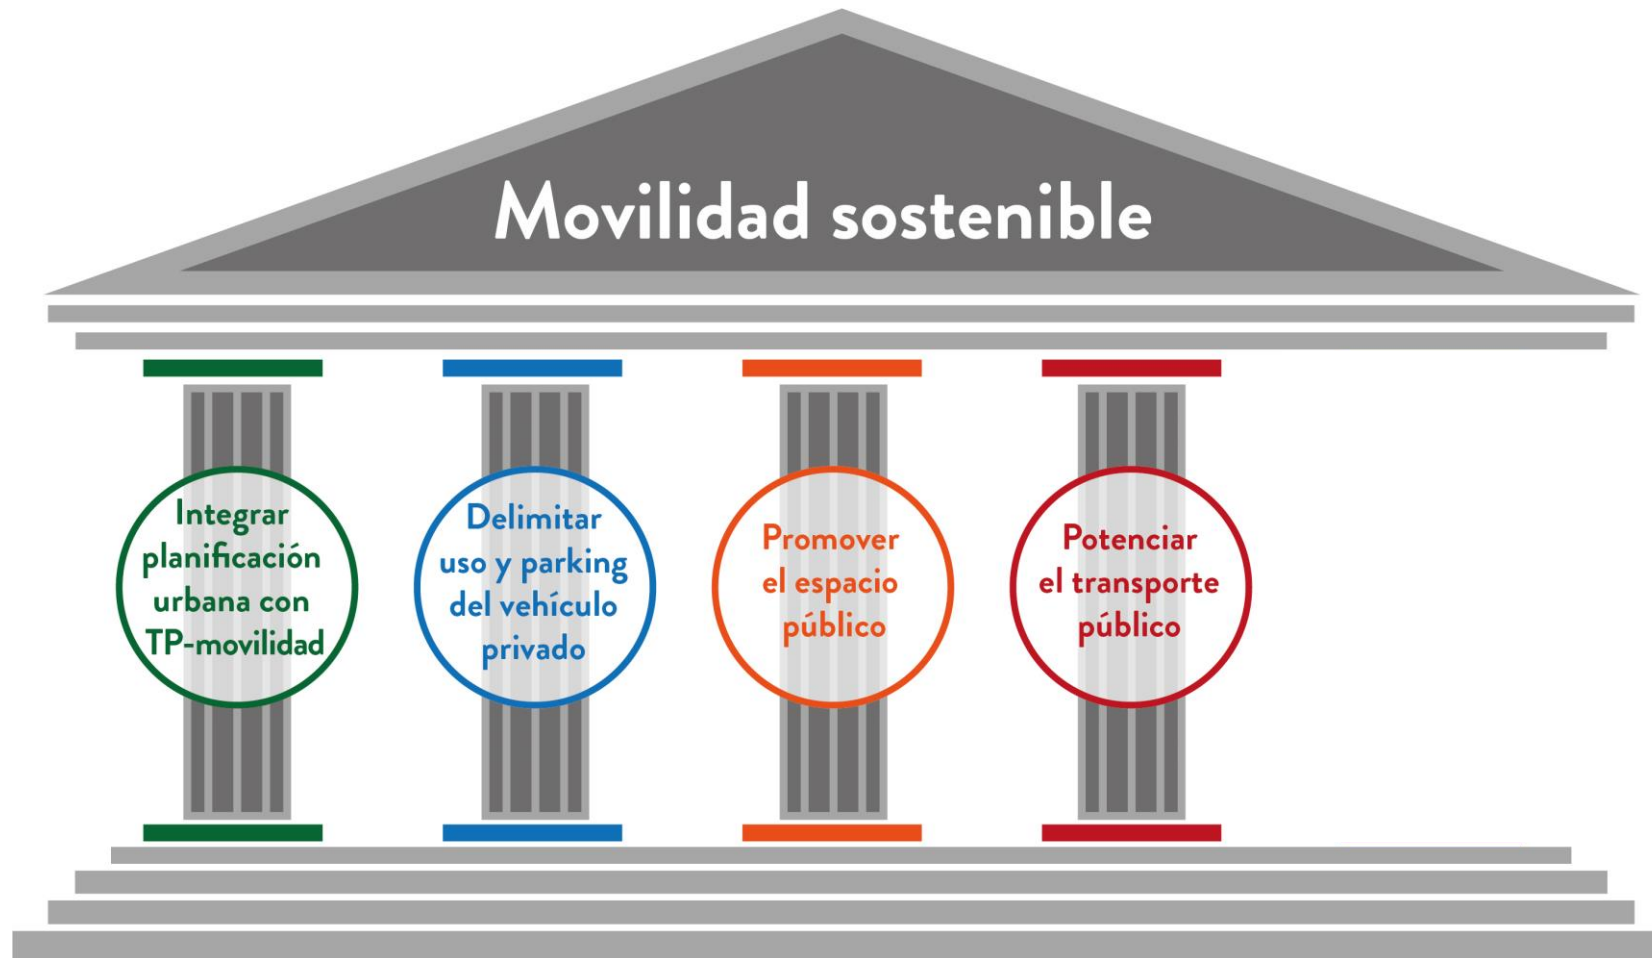 Movilidad sostenible
Integrar
planificación
urbana con
TP-movilidad
Delimitar
uso y parking
del vehículo
privado
Promover
el espacio
público
Potenciar
el transporte
público